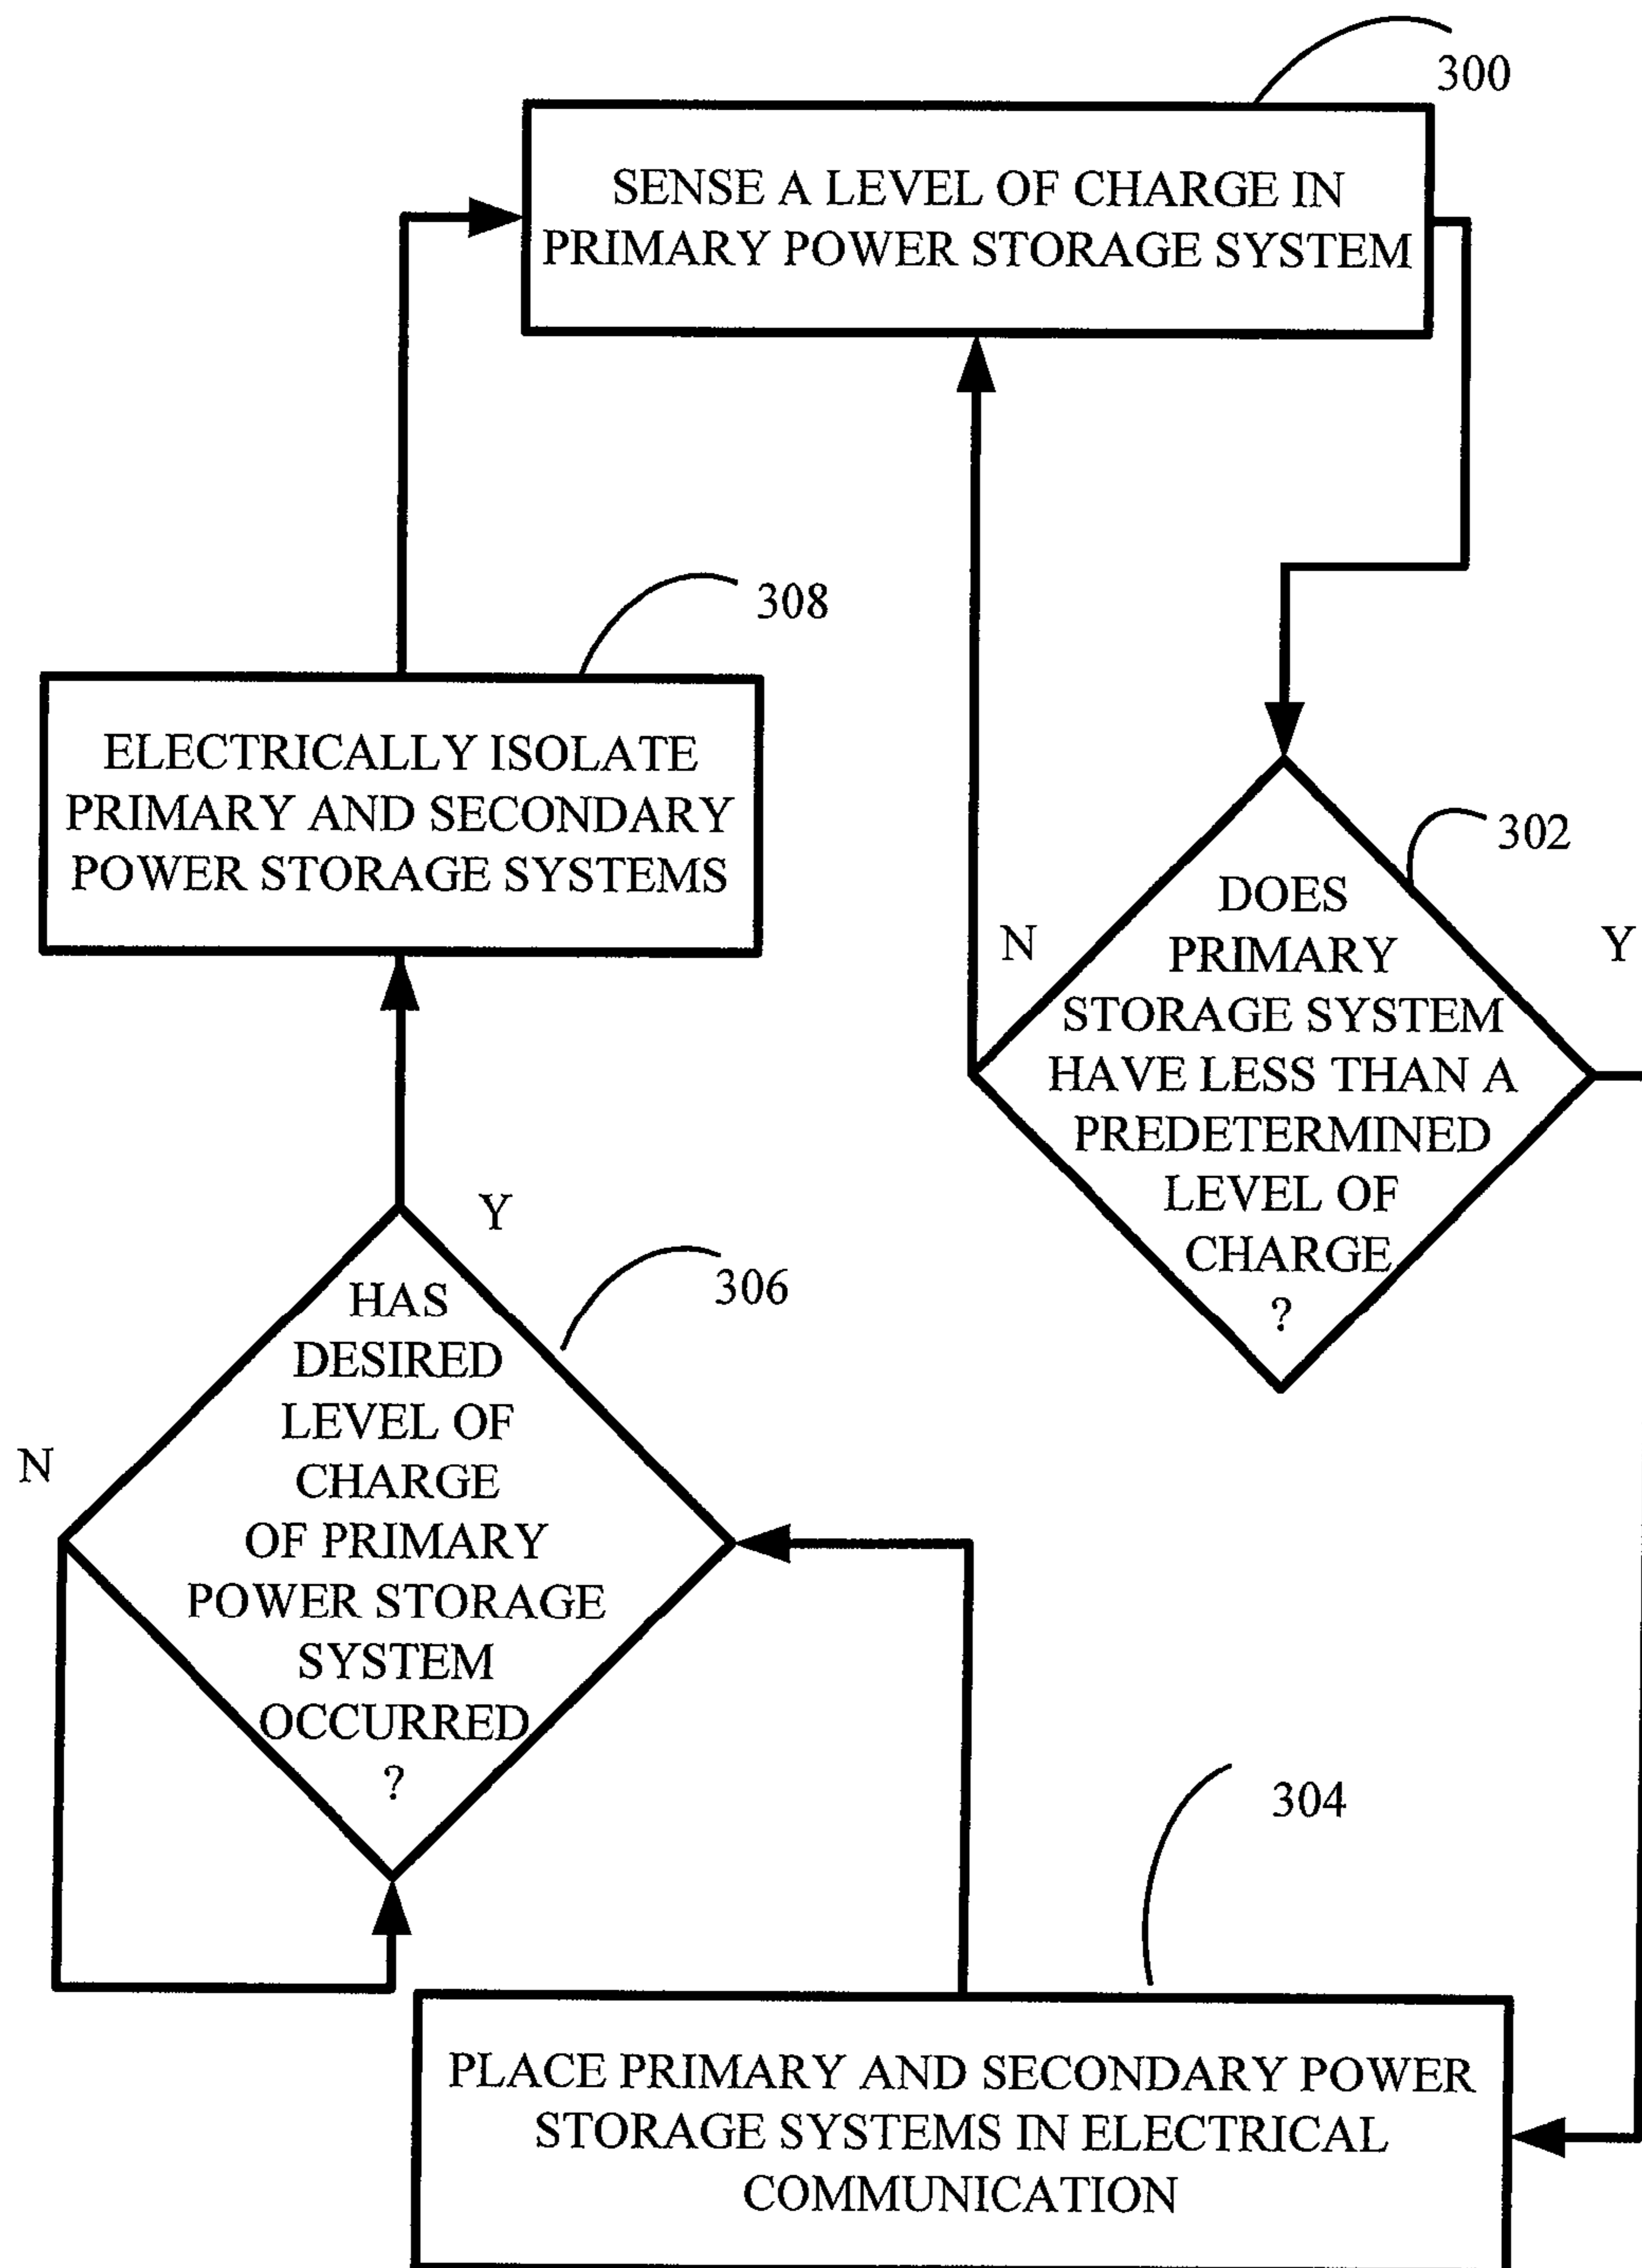 300
SENSE A LEVEL OF CHARGE IN
PRIMARY POWER STORAGE SYSTEM
308
ELECTRICALLY ISOLATE
PRIMARY AND SECONDARY
POWER STORAGE SYSTEMS
302
N
Y
DOES
PRIMARY
STORAGE SYSTEM
HAVE LESS THAN A
PREDETERMINED
LEVEL OF
CHARGE
?
Y
306
N
HAS
DESIRED
LEVEL OF
CHARGE
OF PRIMARY
POWER STORAGE
SYSTEM
OCCURRED
?
304
PLACE PRIMARY AND SECONDARY POWER
STORAGE SYSTEMS IN ELECTRICAL
COMMUNICATION